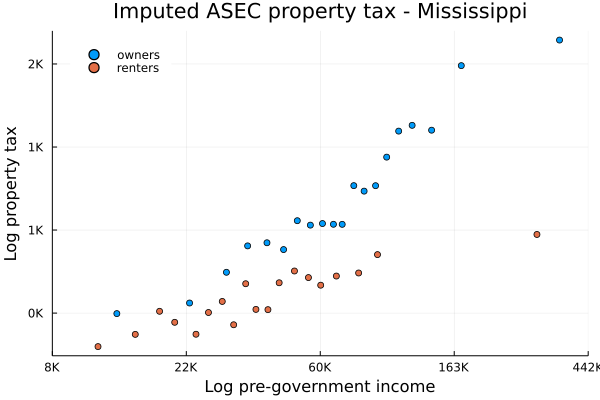 Imputed ASEC property tax - Mississippi
owners
renters
2K
1K
1K
0K
Log property tax
8K
22K
60K
163K
442K
Log pre-government income